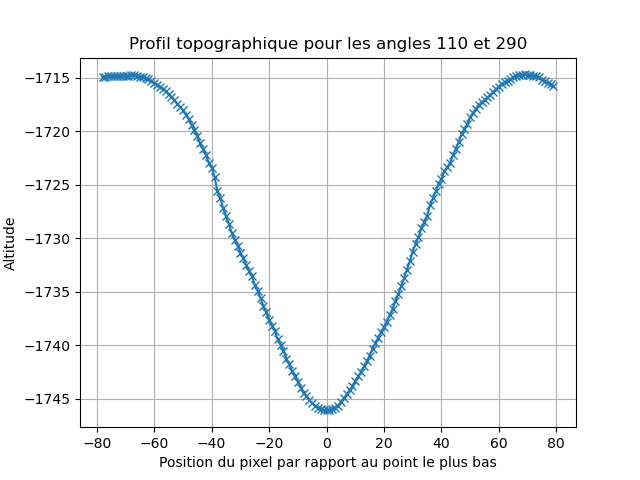 Profil topographique pour les angles 110 et 290
−1715
−1720
−1725
−1730
−1735
−1740
−1745
Altitude
−80 −60 −40 −20 0 20 40 60 80
Position du pixel par rapport au point le plus bas